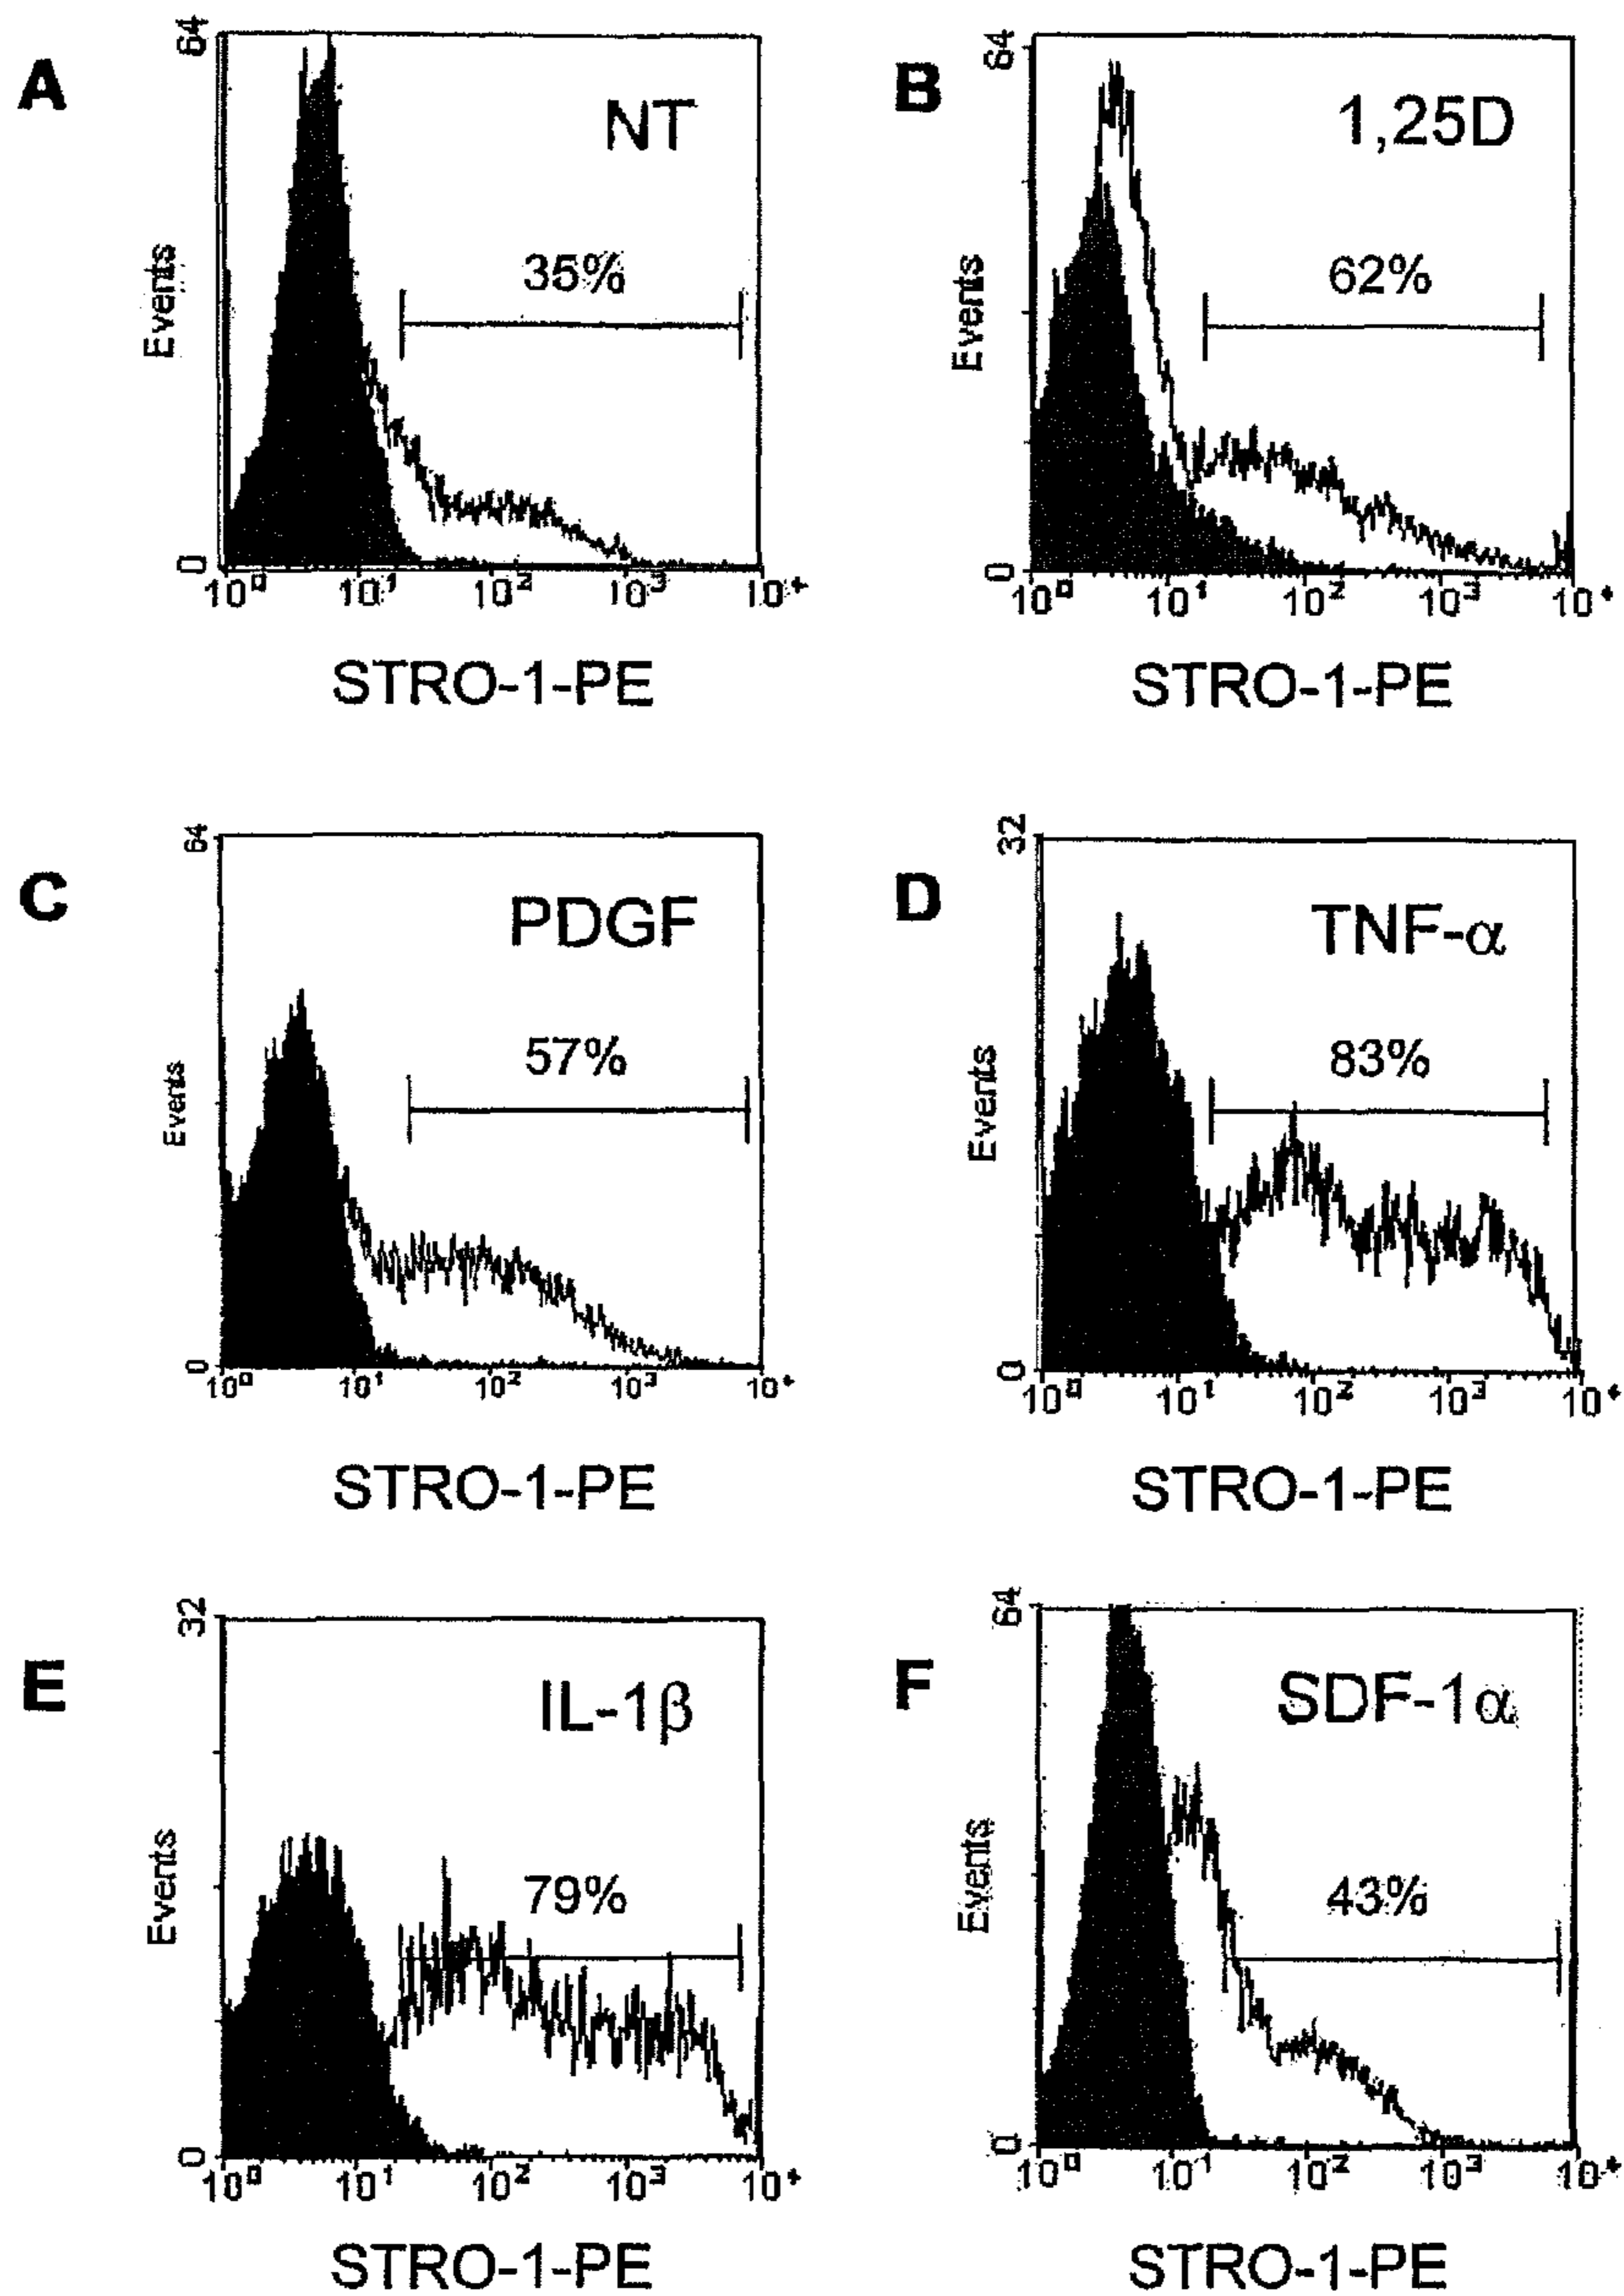 A
64
NT
35%
Events
0
10⁰ 10¹ 10² 10³ 10⁴
STRO-1-PE
B
64
1,25D
62%
Events
0
10⁰ 10¹ 10² 10³ 10⁴
STRO-1-PE
C
64
PDGF
57%
Events
0
10⁰ 10¹ 10² 10³ 10⁴
STRO-1-PE
D
32
TNF-α
83%
Events
0
10⁰ 10¹ 10² 10³ 10⁴
STRO-1-PE
E
32
IL-1β
79%
Events
0
10⁰ 10¹ 10² 10³ 10⁴
STRO-1-PE
F
64
SDF-1α
43%
Events
0
10⁰ 10¹ 10² 10³ 10⁴
STRO-1-PE